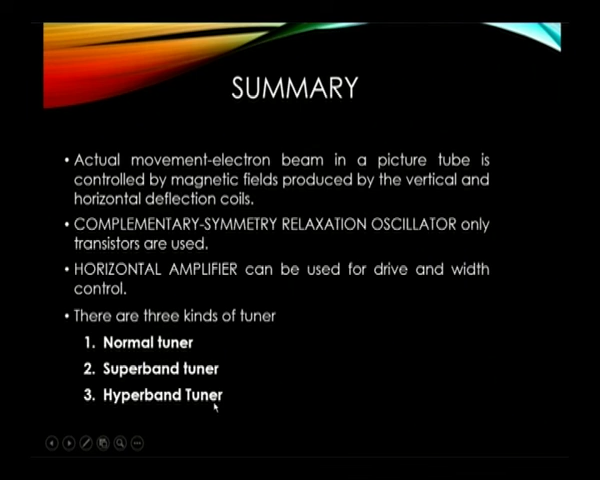 SUMMARY
• Actual movement-electron beam in a picture tube is
controlled by magnetic fields produced by the vertical and
horizontal deflection coils.
• COMPLEMENTARY-SYMMETRY RELAXATION OSCILLATOR only
transistors are used.
• HORIZONTAL AMPLIFIER can be used for drive and width
control.
• There are three kinds of tuner
1. Normal tuner
2. Superband tuner
3. Hyperband Tuner